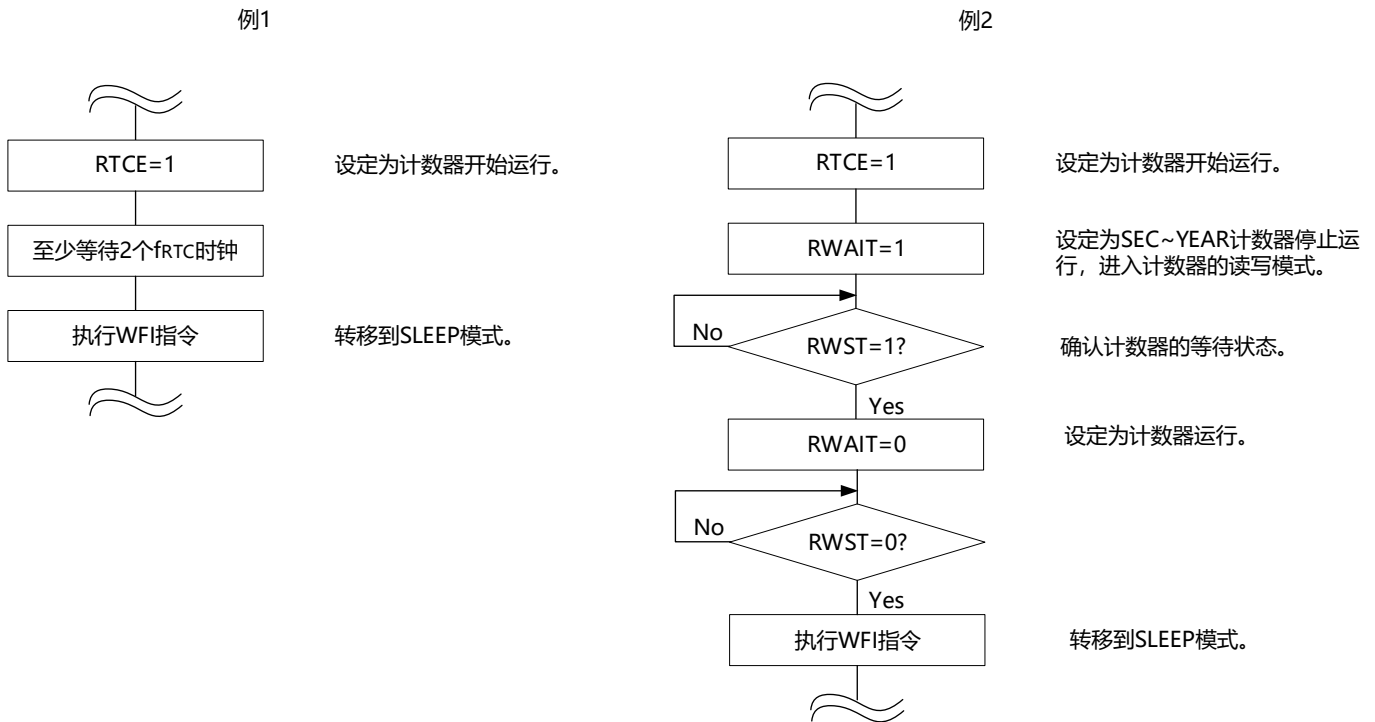 例1
RTCE=1
设定为计数器开始运行。
至少等待2个fRTC时钟
执行WFI指令
转移到SLEEP模式。
例2
RTCE=1
设定为计数器开始运行。
RWAIT=1
设定为SEC~YEAR计数器停止运
行，进入计数器的读写模式。
No
RWST=1?
确认计数器的等待状态。
Yes
RWAIT=0
设定为计数器运行。
No
RWST=0?
Yes
执行WFI指令
转移到SLEEP模式。